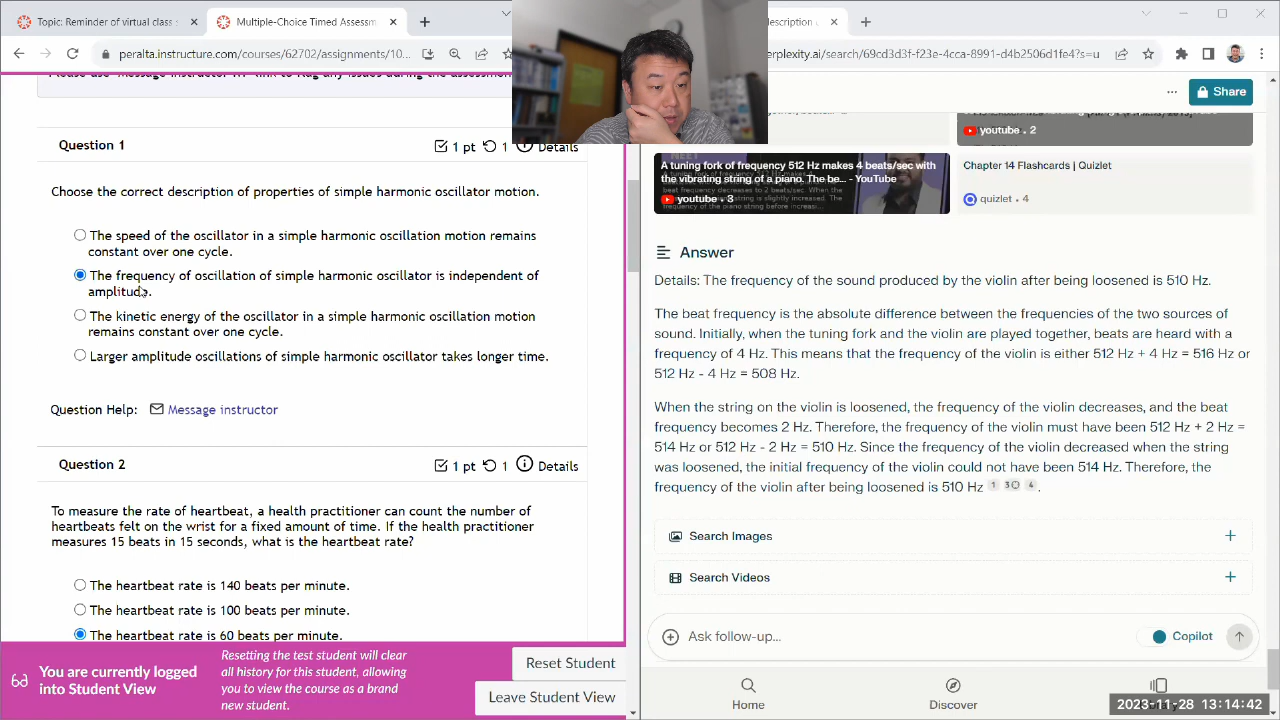 Topic: Reminder of virtual class
Multiple-Choice Timed Assessm
description
peralta.instructure.com/courses/62702/assignments/10...
erplexity.ai/search/69cd3d3f-f23e-4cca-8991-d4b2506d1fe4?s=u
Share
Question 1
1 pt 1 Details
Choose the correct description of properties of simple harmonic oscillator motion.
The speed of the oscillator in a simple harmonic oscillation motion remains
constant over one cycle.
The frequency of oscillation of simple harmonic oscillator is independent of
amplitude.
The kinetic energy of the oscillator in a simple harmonic oscillation motion
remains constant over one cycle.
Larger amplitude oscillations of simple harmonic oscillator takes longer time.
Question Help: Message instructor
Question 2
1 pt 1 Details
To measure the rate of heartbeat, a health practitioner can count the number of
heartbeats felt on the wrist for a fixed amount of time. If the health practitioner
measures 15 beats in 15 seconds, what is the heartbeat rate?
The heartbeat rate is 140 beats per minute.
The heartbeat rate is 100 beats per minute.
The heartbeat rate is 60 beats per minute.
You are currently logged
into Student View
Resetting the test student will clear
all history for this student, allowing
you to view the course as a brand
new student.
Reset Student
Leave Student View
youtube . 2
A tuning fork of frequency 512 Hz makes 4 beats/sec with
the vibrating string of a piano. The be... - YouTube
youtube . 3
Chapter 14 Flashcards | Quizlet
quizlet . 4
Answer
Details: The frequency of the sound produced by the violin after being loosened is 510 Hz.
The beat frequency is the absolute difference between the frequencies of the two sources of
sound. Initially, when the tuning fork and the violin are played together, beats are heard with a
frequency of 4 Hz. This means that the frequency of the violin is either 512 Hz + 4 Hz = 516 Hz or
512 Hz - 4 Hz = 508 Hz.
When the string on the violin is loosened, the frequency of the violin decreases, and the beat
frequency becomes 2 Hz. Therefore, the frequency of the violin must have been 512 Hz + 2 Hz =
514 Hz or 512 Hz - 2 Hz = 510 Hz. Since the frequency of the violin decreased when the string
was loosened, the initial frequency of the violin could not have been 514 Hz. Therefore, the
frequency of the violin after being loosened is 510 Hz 1 3 4 .
Search Images
Search Videos
Ask follow-up...
Copilot
Home
Discover
2023-11-28 13:14:42